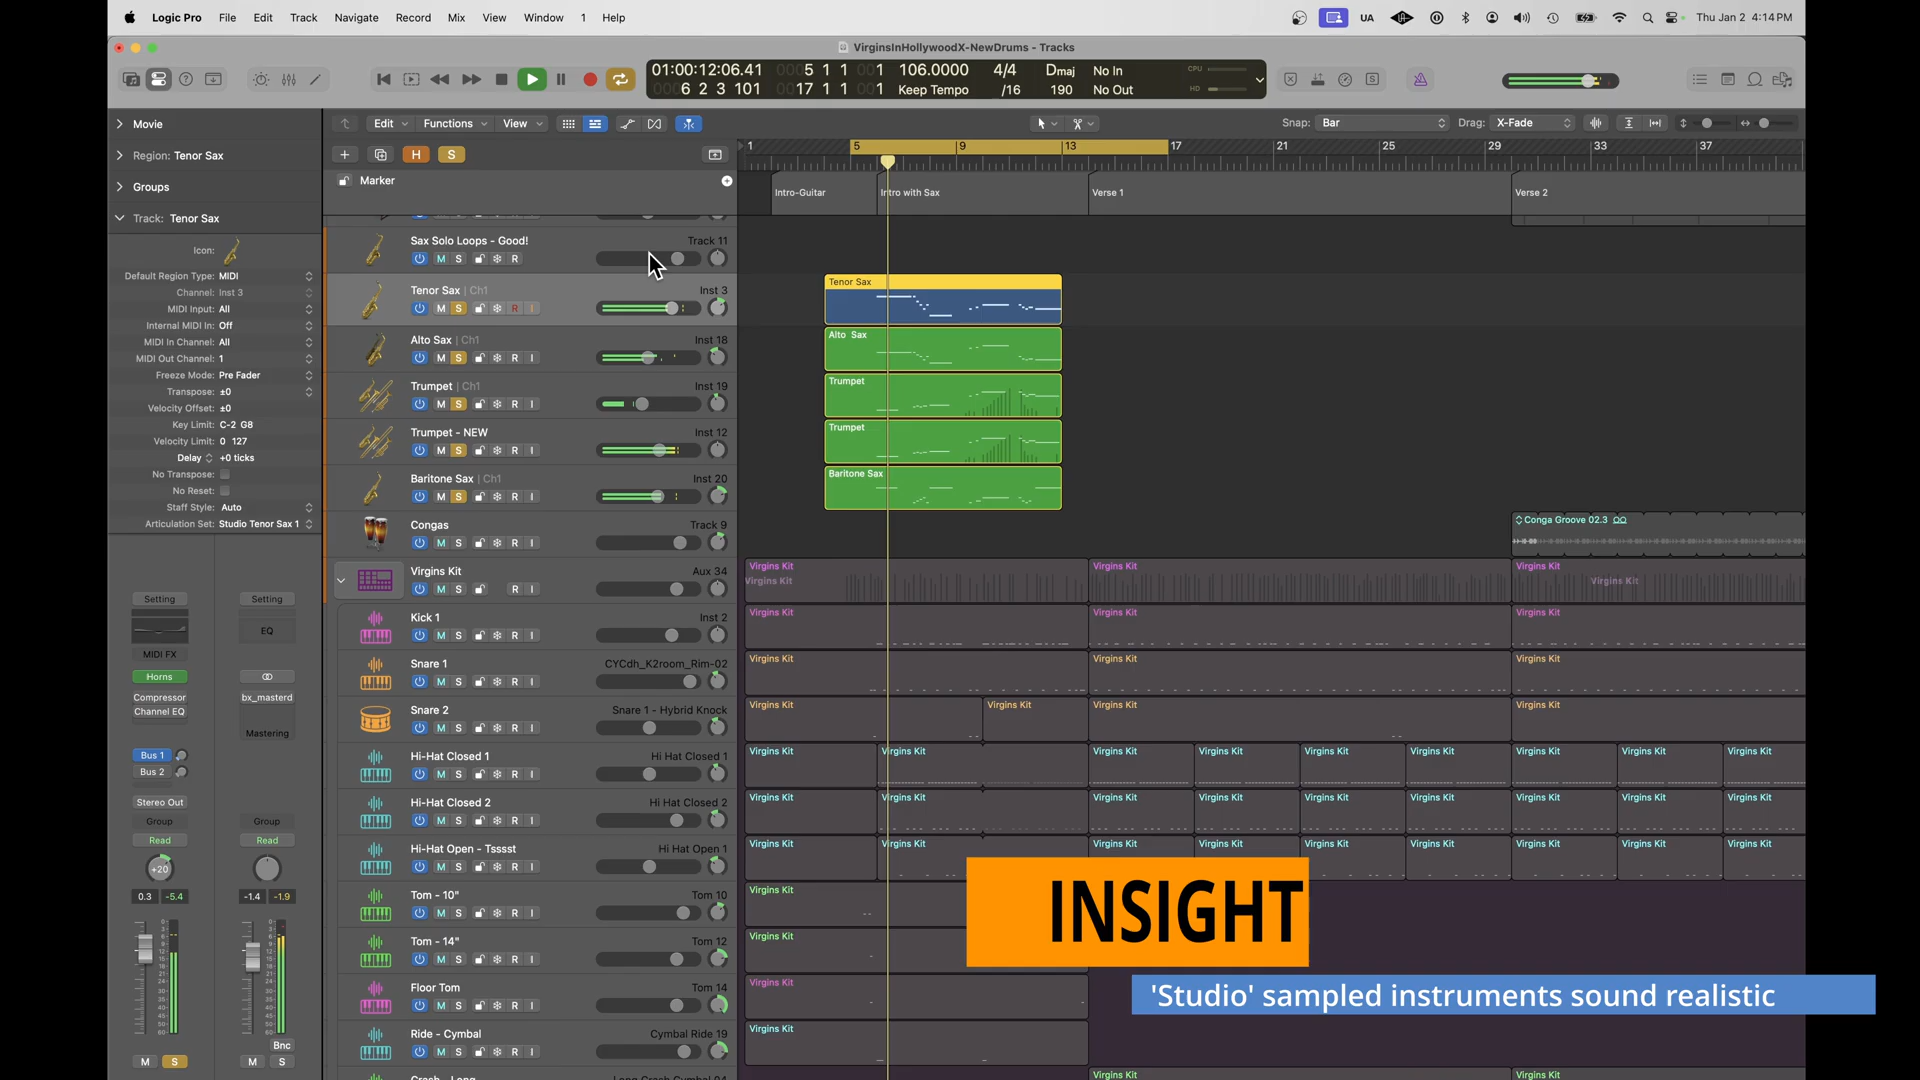 Logic Pro File Edit Track Navigate Record Mix View Window 1 Help
UA Thu Jan 2 4:14 PM
VirginsInHollywoodX-NewDrums - Tracks
01:00:12:06.41 0005 1 1 001 106.0000 4/4 Dmaj No In CPU
0006 2 3 101 0017 1 1 001 Keep Tempo /16 190 No Out HD
Movie
Region: Tenor Sax
Groups
Track: Tenor Sax
Icon:
Default Region Type: MIDI
Channel: Inst 3
MIDI Input: All
Internal MIDI In: Off
MIDI In Channel: All
MIDI Out Channel: 1
Freeze Mode: Pre Fader
Transpose: ±0
Velocity Offset: ±0
Key Limit: C-2 G8
Velocity Limit: 0 127
Delay +0 ticks
No Transpose:
No Reset:
Staff Style: Auto
Articulation Set: Studio Tenor Sax 1
Setting Setting
EQ
MIDI FX
Horns
Compressor bx_masterd
Channel EQ
Mastering
Bus 1
Bus 2
Stereo Out
Group Group
Read Read
+20
0.3 -5.4 -1.4 -1.9
Bnc
M S M S
Edit Functions View Snap: Bar Drag: X-Fade
H S
1 5 9 13 17 21 25 29 33 37
Marker
Intro-Guitar Intro with Sax Verse 1 Verse 2
Sax Solo Loops - Good! Track 11
M S R
Tenor Sax | Ch1 Inst 3
M S R I
Tenor Sax
Alto Sax | Ch1 Inst 18
M S R I
Alto Sax
Trumpet | Ch1 Inst 19
M S R I
Trumpet
Trumpet - NEW Inst 12
M S R I
Trumpet
Baritone Sax | Ch1 Inst 20
M S R I
Baritone Sax
Congas Track 9
M S R I
Conga Groove 02.3
Virgins Kit Aux 34
M S R I
Virgins Kit Virgins Kit Virgins Kit
Virgins Kit Virgins Kit
Kick 1 Inst 2
M S R I
Virgins Kit Virgins Kit Virgins Kit
Snare 1 CYCdh_K2room_Rim-02
M S R I
Virgins Kit Virgins Kit Virgins Kit
Snare 2 Snare 1 - Hybrid Knock
M S R I
Virgins Kit Virgins Kit Virgins Kit Virgins Kit
Hi-Hat Closed 1 Hi Hat Closed 1
M S R I
Virgins Kit Virgins Kit Virgins Kit Virgins Kit Virgins Kit Virgins Kit Virgins Kit Virgins Kit Virgins Kit
Hi-Hat Closed 2 Hi Hat Closed 2
M S R I
Virgins Kit Virgins Kit Virgins Kit Virgins Kit Virgins Kit Virgins Kit Virgins Kit Virgins Kit Virgins Kit
Hi-Hat Open - Tsssst Hi Hat Open 1
M S R I
Virgins Kit Virgins Kit Virgins Kit Virgins Kit Virgins Kit Virgins Kit Virgins Kit Virgins Kit Virgins Kit
Tom - 10" Tom 10
M S R I
Virgins Kit
Tom - 14" Tom 12
M S R I
Virgins Kit
Floor Tom Tom 14
M S R I
Virgins Kit
Ride - Cymbal Cymbal Ride 19
M S R I
Virgins Kit
Virgins Kit Virgins Kit
INSIGHT
'Studio' sampled instruments sound realistic